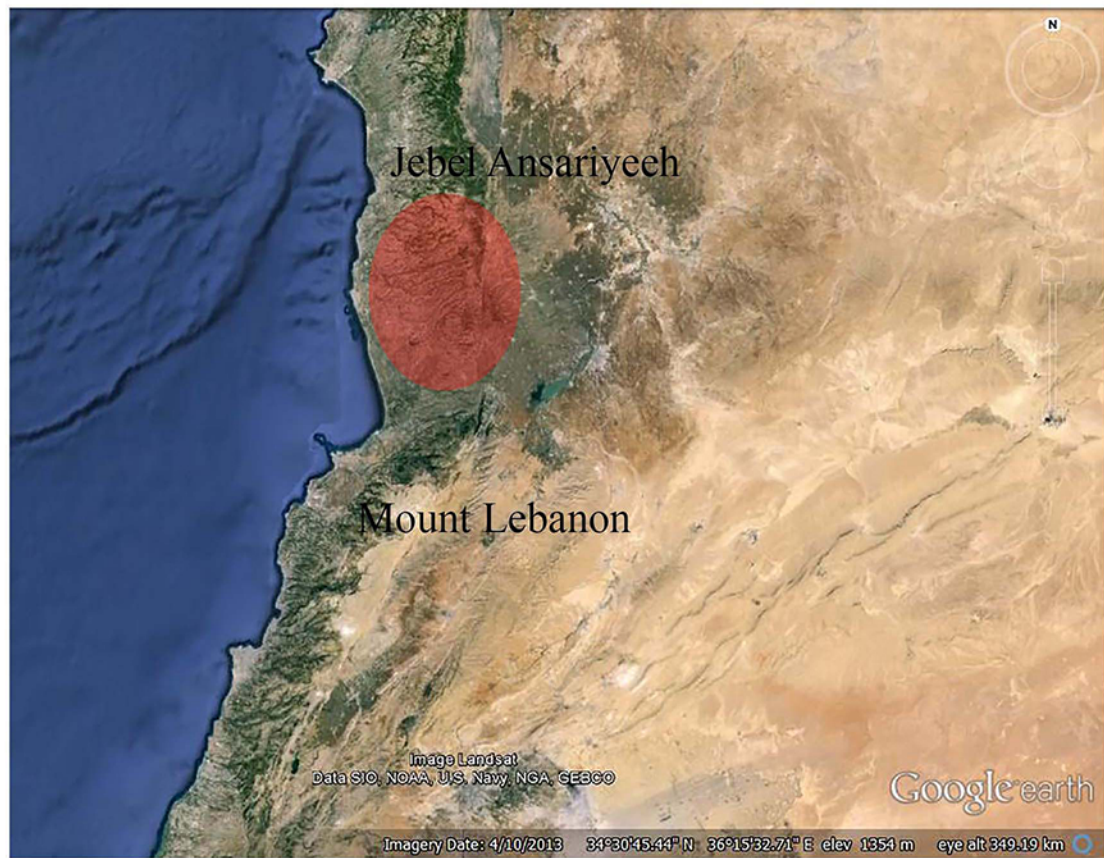 N
Jebel Ansariyeeh
Mount Lebanon
Image Landsat
Data SIO, NOAA, U.S. Navy, NGA, GEBCO
Google earth
Imagery Date: 4/10/2013 34°30'45.44" N 36°15'32.71" E elev 1354 m eye alt 349.19 km